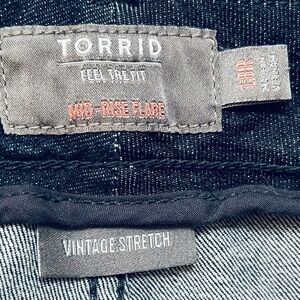 TORRID
FEEL THE FIT
MID-RISE FLARE
18R
VINTAGE STRETCH